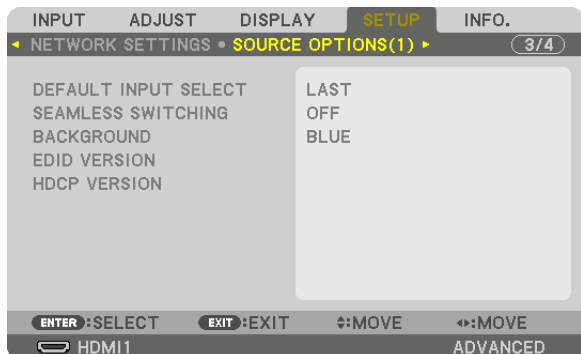 INPUT ADJUST DISPLAY SETUP INFO.
NETWORK SETTINGS • SOURCE OPTIONS(1) 3/4
DEFAULT INPUT SELECT LAST
SEAMLESS SWITCHING OFF
BACKGROUND BLUE
EDID VERSION
HDCP VERSION
ENTER:SELECT EXIT:EXIT :MOVE :MOVE
HDMI1 ADVANCED